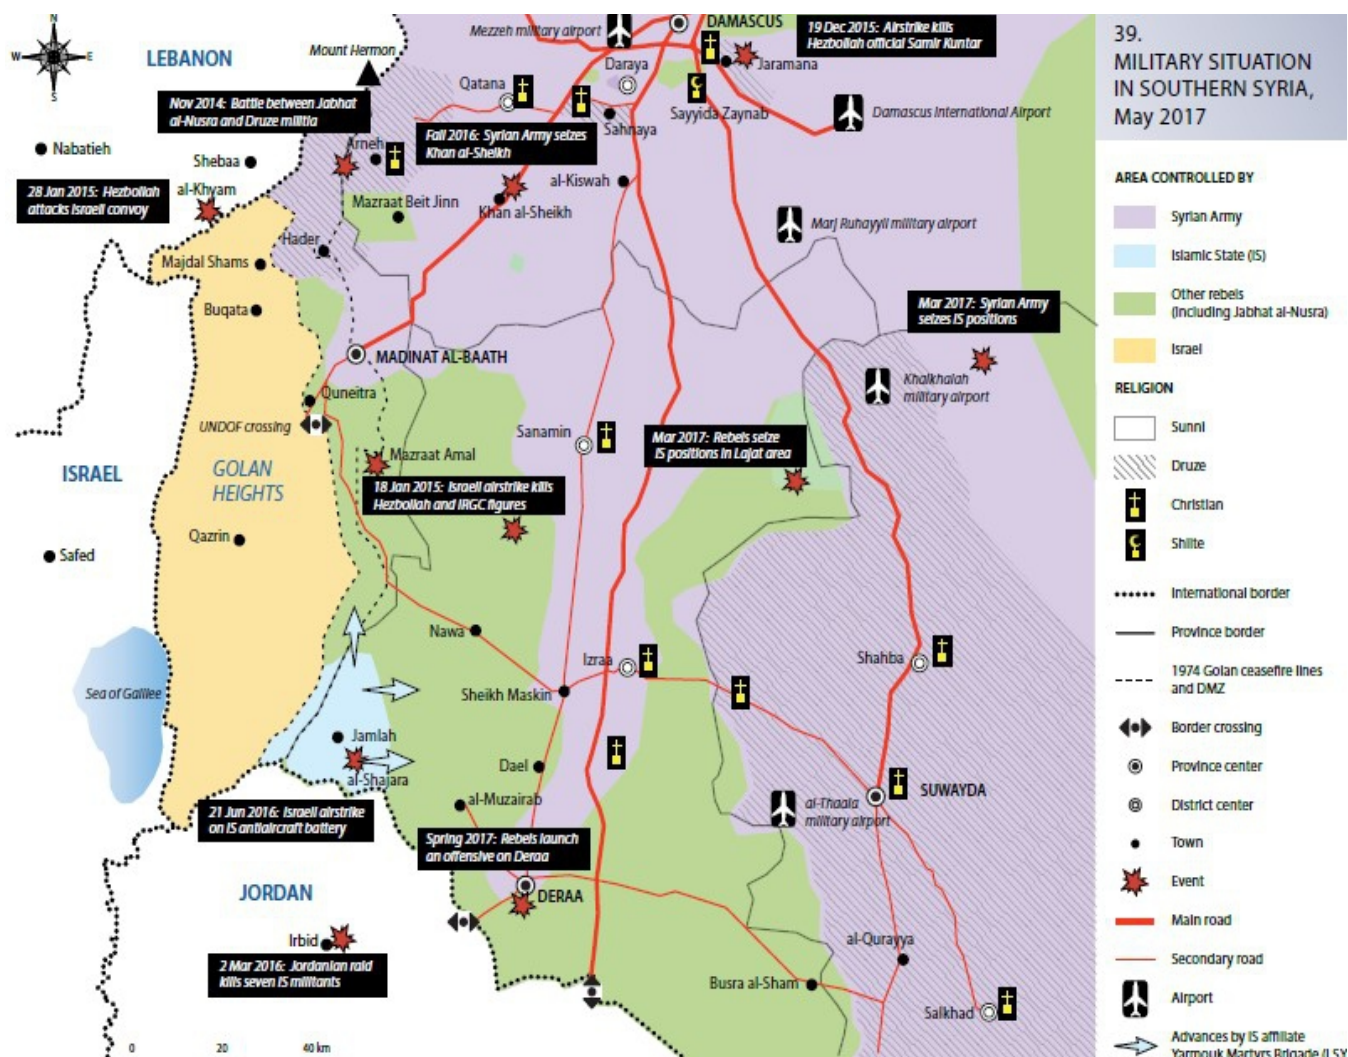 39.
MILITARY SITUATION
IN SOUTHERN SYRIA,
May 2017
AREA CONTROLLED BY
Syrian Army
Islamic State (IS)
Other rebels
(including Jabhat al-Nusra)
Israel
RELIGION
Sunni
Druze
Christian
Shiite
International border
Province border
1974 Golan ceasefire lines
and DMZ
Border crossing
Province center
District center
Town
Event
Main road
Secondary road
Airport
Advances by IS affiliate
Yarmouk Martyrs Brigade (LSY)
N
W
E
S
LEBANON
Mount Hermon
Mezzeh military airport
DAMASCUS
19 Dec 2015: Airstrike kills
Hezbollah official Samir Kuntar
Jaramana
Daraya
Qatana
Nov 2014: Battle between Jabhat
al-Nusra and Druze militia
Sayyida Zaynab
Damascus International Airport
Sahnaya
Fall 2016: Syrian Army seizes
Khan al-Sheikh
Arneh
Nabatieh
Shebaa
28 Jan 2015: Hezbollah
attacks Israeli convoy
al-Khyam
al-Kiswah
Mazraat Beit Jinn
Khan al-Sheikh
Marj Ruhayyil military airport
Hader
Majdal Shams
Buqata
Mar 2017: Syrian Army
seizes IS positions
MADINAT AL-BAATH
Khalkhalah
military airport
Quneitra
UNDOF crossing
Sanamin
Mar 2017: Rebels seize
IS positions in Lajat area
Mazraat Amal
ISRAEL
GOLAN
HEIGHTS
18 Jan 2015: Israeli airstrike kills
Hezbollah and IRGC figures
Qazrin
Safed
Nawa
Izraa
Shahba
Sea of Galilee
Sheikh Maskin
Jamlah
al-Shajara
Dael
al-Muzairab
SUWAYDA
al-Thaala
military airport
21 Jun 2016: Israeli airstrike
on IS antiaircraft battery
Spring 2017: Rebels launch
an offensive on Deraa
JORDAN
DERAA
Irbid
2 Mar 2016: Jordanian raid
kills seven IS militants
al-Qurayya
Busra al-Sham
Salkhad
0 20 40 km